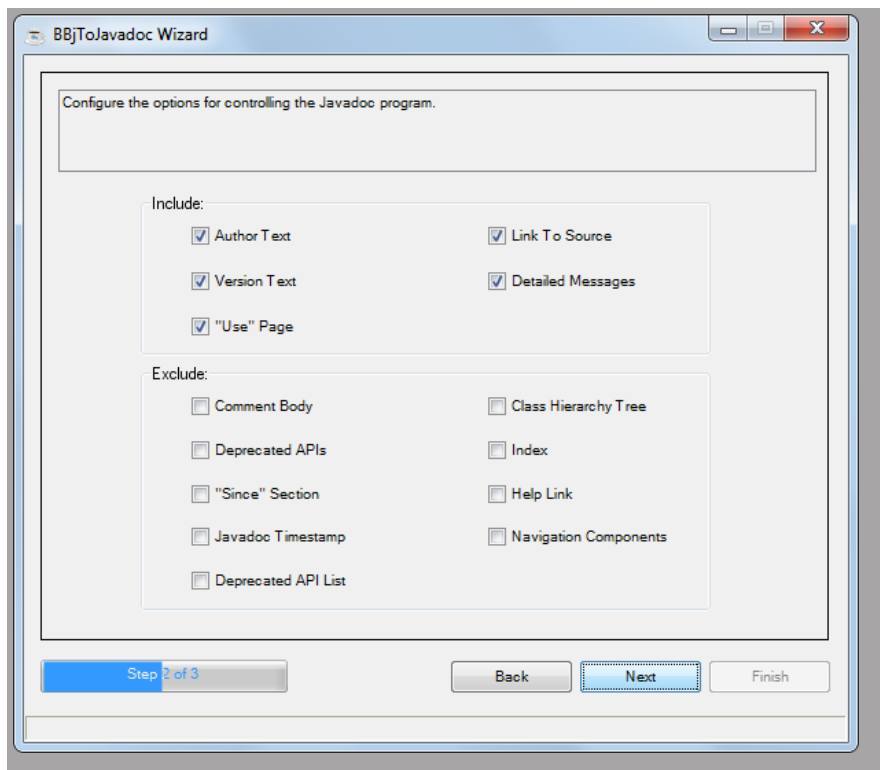 BBjToJavadoc Wizard
Configure the options for controlling the Javadoc program.
Include:
Author Text
Link To Source
Version Text
Detailed Messages
"Use" Page
Exclude:
Comment Body
Class Hierarchy Tree
Deprecated APIs
Index
"Since" Section
Help Link
Javadoc Timestamp
Navigation Components
Deprecated API List
Step 2 of 3
Back
Next
Finish